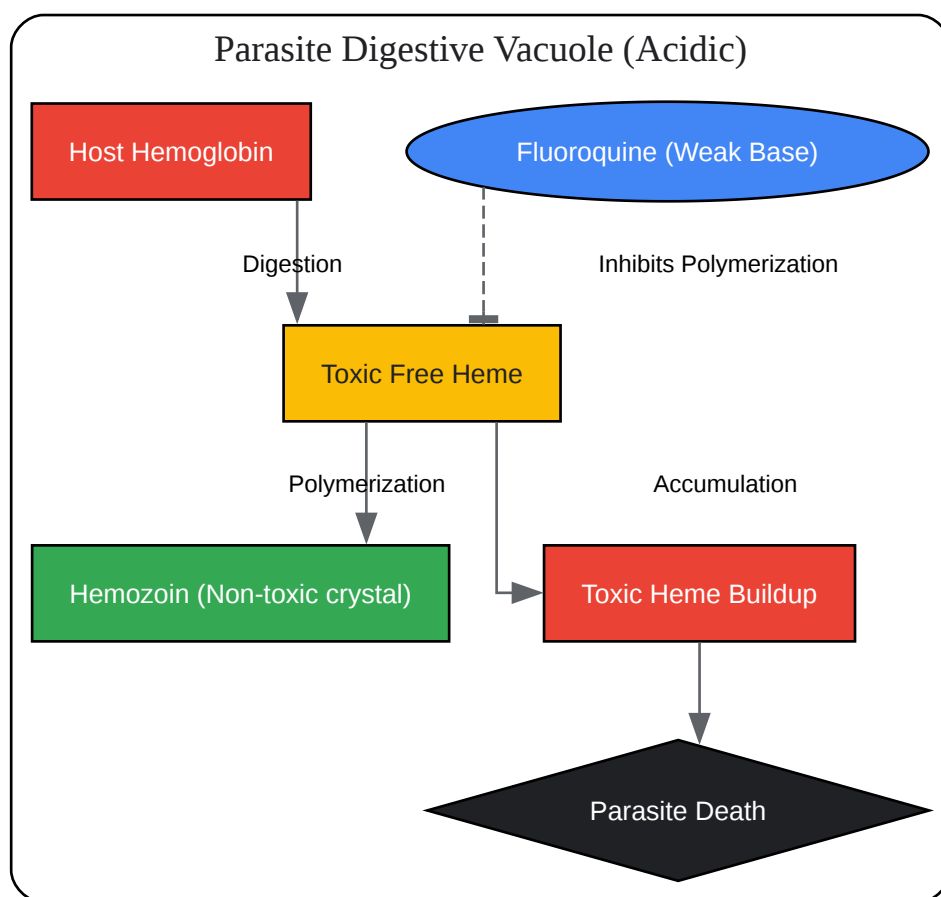 Parasite Digestive Vacuole (Acidic)
Host Hemoglobin
Fluoroquine (Weak Base)
Digestion
Inhibits Polymerization
Toxic Free Heme
Polymerization
Accumulation
Hemozoin (Non-toxic crystal)
Toxic Heme Buildup
Parasite Death